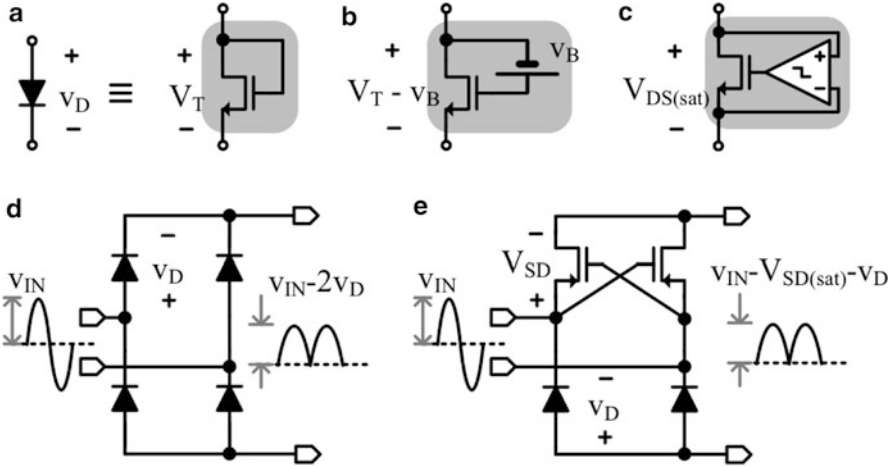 a
+
v_D
−
≡
+
V_T
−
b
+
V_T - v_B
−
v_B
c
+
V_DS(sat)
−
+
−
d
v_IN
−
v_D
+
v_IN-2v_D
e
v_IN
−
V_SD
+
−
v_D
+
v_IN-V_SD(sat)-v_D